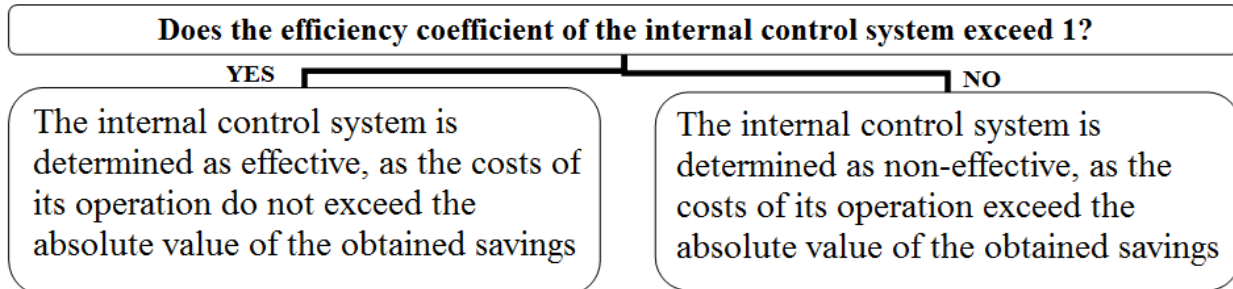 Does the efficiency coefficient of the internal control system exceed 1?
YES
NO
The internal control system is
determined as effective, as the costs of
its operation do not exceed the
absolute value of the obtained savings
The internal control system is
determined as non-effective, as the
costs of its operation exceed the
absolute value of the obtained savings